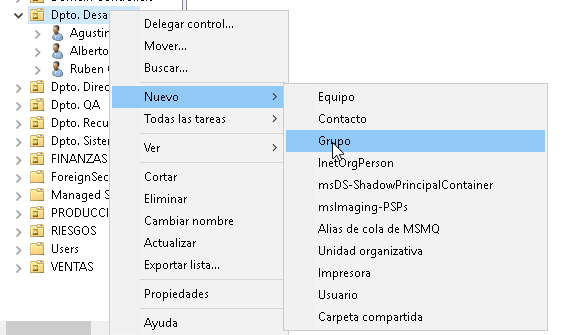 Dpto. Desa
Agustin
Alberto
Ruben
Dpto. Direc
Dpto. QA
Dpto. Recu
Dpto. Sister
FINANZAS
ForeignSec
Managed S
PRODUCCI
RIESGOS
Users
VENTAS
Delegar control...
Mover...
Buscar...
Nuevo
Todas las tareas
Ver
Cortar
Eliminar
Cambiar nombre
Actualizar
Exportar lista...
Propiedades
Ayuda
Equipo
Contacto
Grupo
InetOrgPerson
msDS-ShadowPrincipalContainer
msImaging-PSPs
Alias de cola de MSMQ
Unidad organizativa
Impresora
Usuario
Carpeta compartida